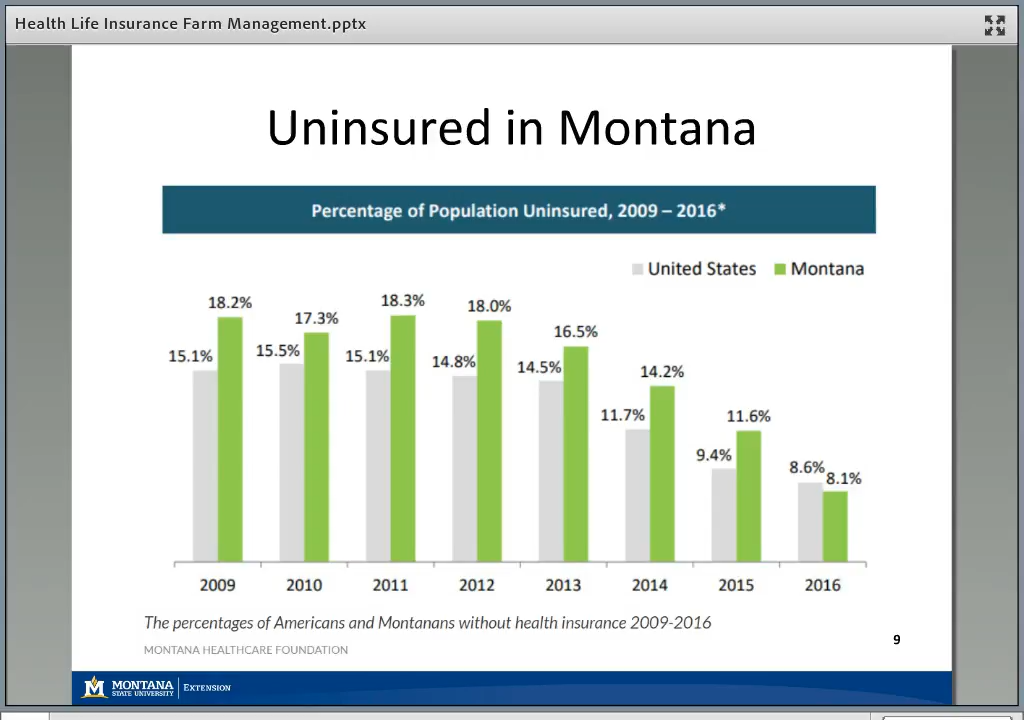 Health Life Insurance Farm Management.pptx
Uninsured in Montana
Percentage of Population Uninsured, 2009 – 2016*
United States Montana
18.2% 17.3% 18.3% 18.0% 16.5% 14.2% 11.6% 8.1%
15.1% 15.5% 15.1% 14.8% 14.5% 11.7% 9.4% 8.6%
2009 2010 2011 2012 2013 2014 2015 2016
The percentages of Americans and Montanans without health insurance 2009-2016
9
MONTANA HEALTHCARE FOUNDATION
MONTANA
STATE UNIVERSITY
EXTENSION